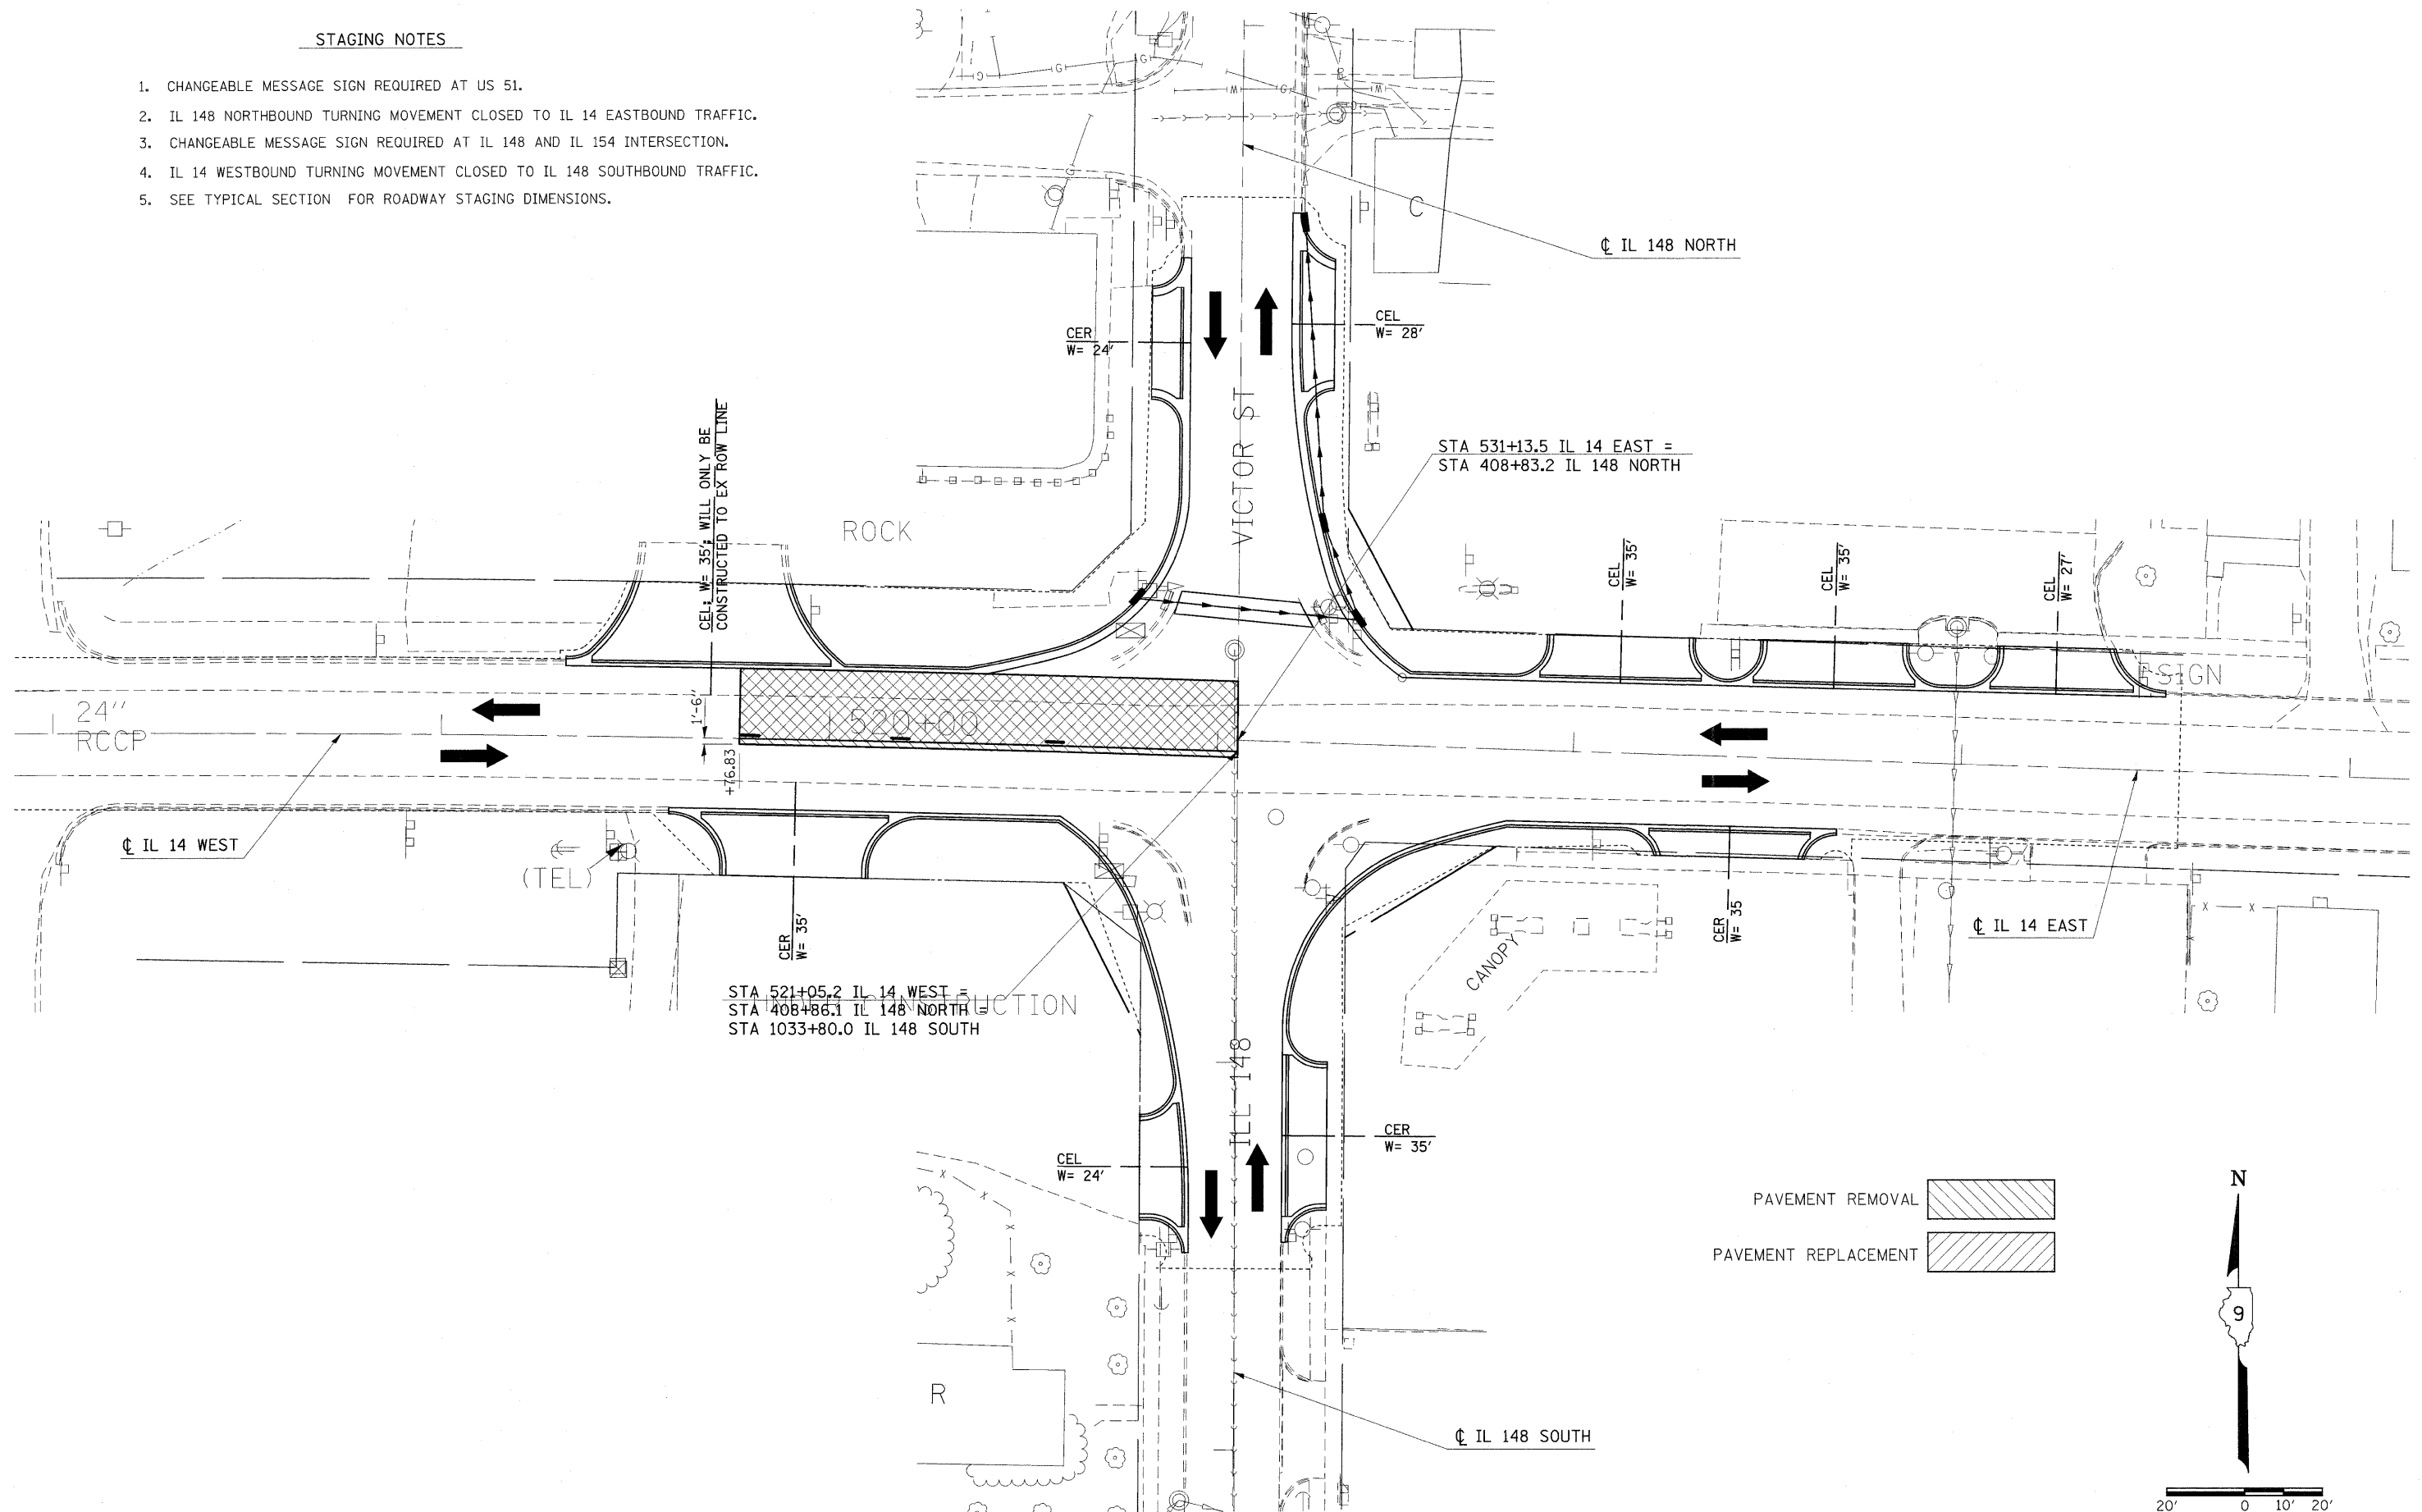 STAGING NOTES
1. CHANGEABLE MESSAGE SIGN REQUIRED AT US 51.
2. IL 148 NORTHBOUND TURNING MOVEMENT CLOSED TO IL 14 EASTBOUND TRAFFIC.
3. CHANGEABLE MESSAGE SIGN REQUIRED AT IL 148 AND IL 154 INTERSECTION.
4. IL 14 WESTBOUND TURNING MOVEMENT CLOSED TO IL 148 SOUTHBOUND TRAFFIC.
5. SEE TYPICAL SECTION FOR ROADWAY STAGING DIMENSIONS.
G
G
G
W
G
W
G
C
℄ IL 148 NORTH
CER
W= 24'
CEL
W= 28'
CEL; W= 35'; WILL ONLY BE
CONSTRUCTED TO EX ROW LINE
VICTOR ST
STA 531+13.5 IL 14 EAST =
STA 408+83.2 IL 148 NORTH
ROCK
CEL
W= 35'
CEL
W= 35'
CEL
W= 27'
SIGN
24"
RCCP
1'-6"
520+00
+76.83
℄ IL 14 WEST
(TEL)
CER
W= 35'
CER
W= 35
℄ IL 14 EAST
X
X
X
CANOPY
UNDER CONSTRUCTION
STA 521+05.2 IL 14 WEST =
STA 408+86.1 IL 148 NORTH =
STA 1033+80.0 IL 148 SOUTH
ILL 148
CER
W= 35'
CEL
W= 24'
X
X
X
X
X
PAVEMENT REMOVAL
PAVEMENT REPLACEMENT
N
9
R
℄ IL 148 SOUTH
20' 0 10' 20'